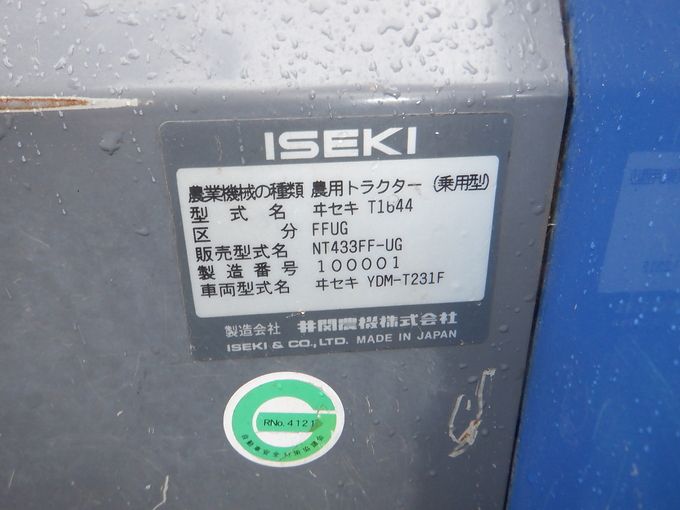 ISEKI
農業機械の種類 農用トラクター (乗用型)
型式名 ヰセキ T1644
区分 FFUG
販売型式名 NT433FF-UG
製造番号 100001
車両型式名 ヰセキ YDM-T231F
製造会社 井関農機株式会社
ISEKI & CO., LTD. MADE IN JAPAN
RNo. 4121